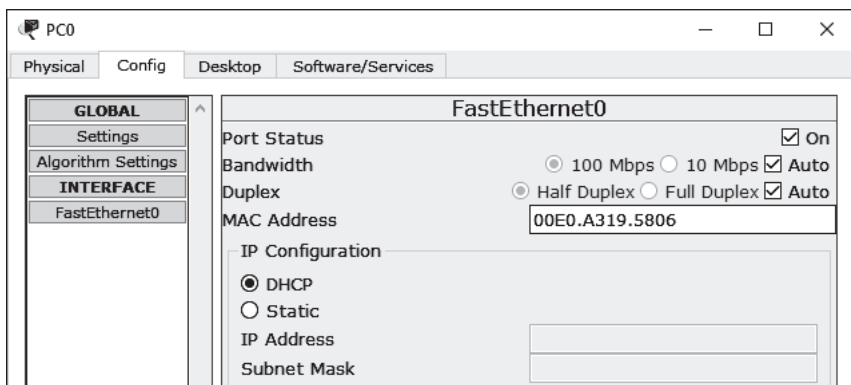 PC0
Physical Config Desktop Software/Services
GLOBAL
Settings
Algorithm Settings
INTERFACE
FastEthernet0
FastEthernet0
Port Status On
Bandwidth 100 Mbps 10 Mbps Auto
Duplex Half Duplex Full Duplex Auto
MAC Address 00E0.A319.5806
IP Configuration
DHCP
Static
IP Address
Subnet Mask